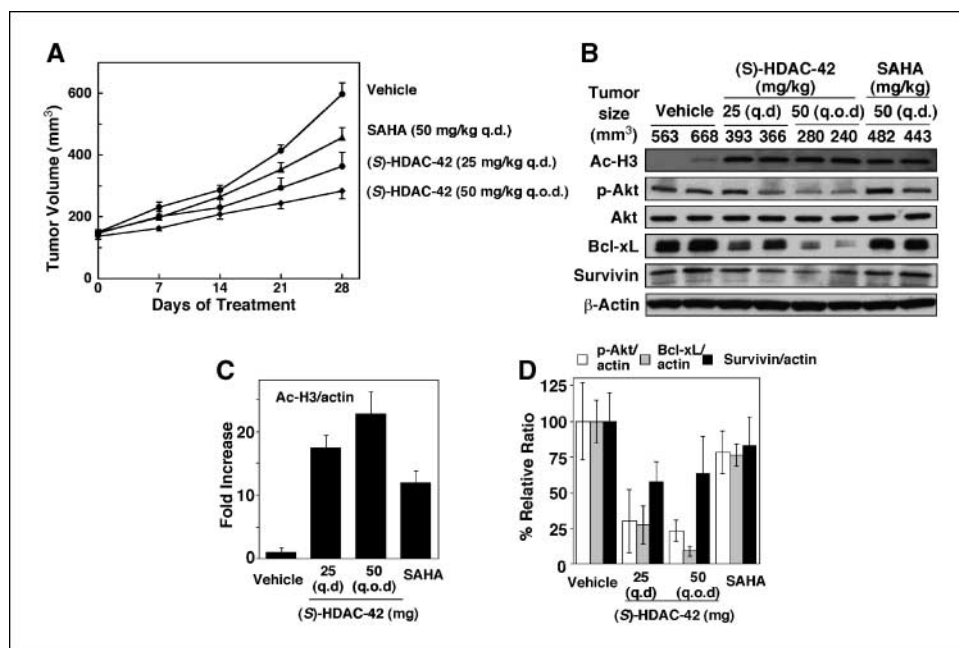 A
Tumor Volume (mm3)
600
400
200
0
0 7 14 21 28
Days of Treatment
Vehicle
SAHA (50 mg/kg q.d.)
(S)-HDAC-42 (25 mg/kg q.d.)
(S)-HDAC-42 (50 mg/kg q.o.d.)
B
(S)-HDAC-42 SAHA
(mg/kg) (mg/kg)
Tumor
size Vehicle 25 (q.d) 50 (q.o.d) 50 (q.d.)
(mm3) 563 668 393 366 280 240 482 443
Ac-H3
p-Akt
Akt
Bcl-xL
Survivin
β-Actin
C
Ac-H3/actin
Fold Increase
20
10
0
Vehicle 25 50 SAHA
(q.d) (q.o.d)
(S)-HDAC-42 (mg)
D
p-Akt/ Bcl-xL/ Survivin/actin
actin actin
% Relative Ratio
125
100
75
50
25
0
Vehicle 25 50 SAHA
(q.d) (q.o.d)
(S)-HDAC-42 (mg)